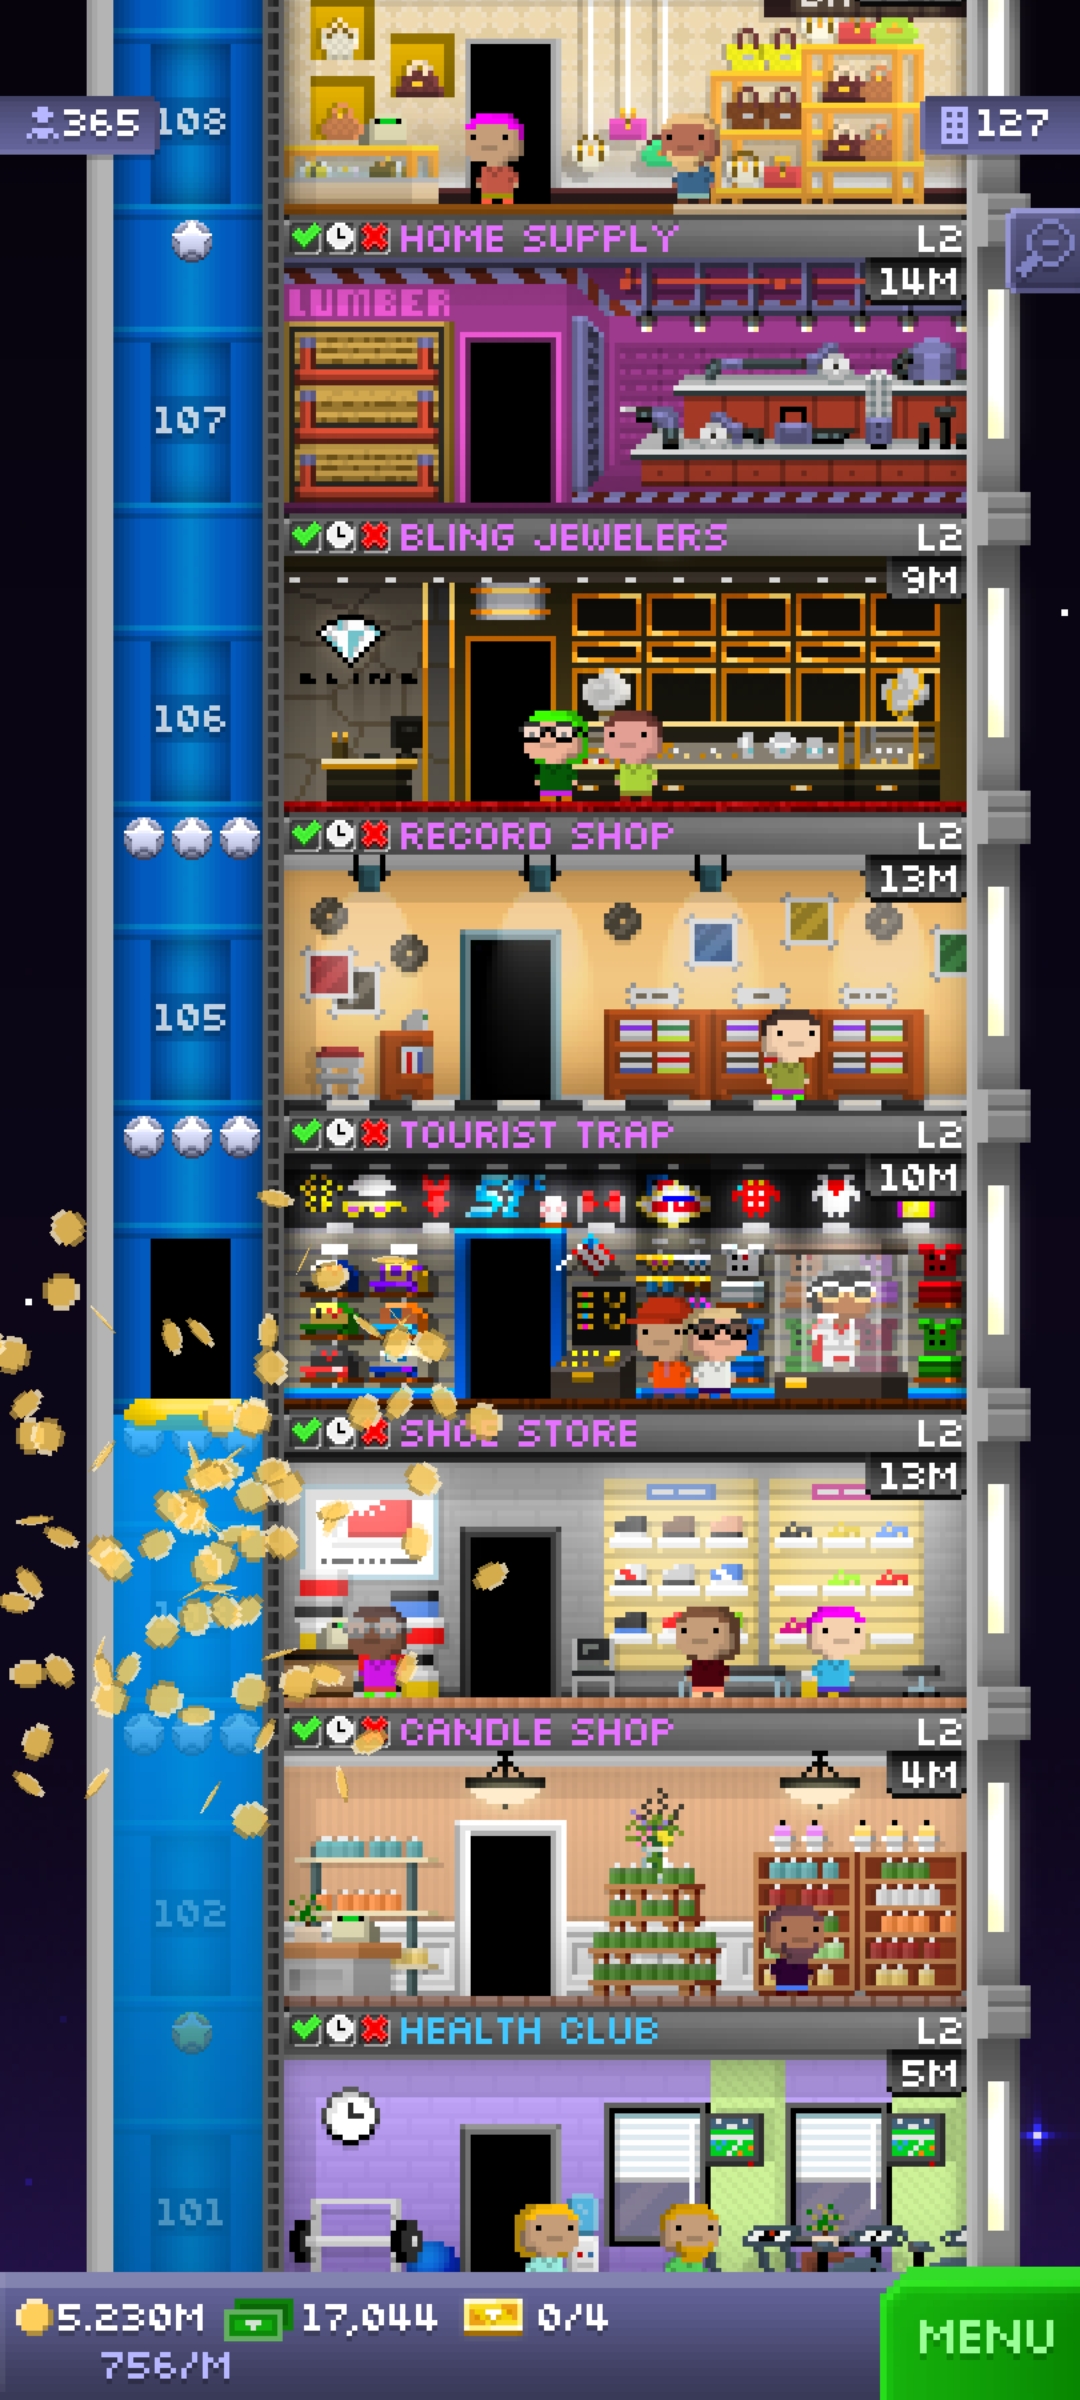 365
108
127
HOME SUPPLY L2
14M
LUMBER
107
BLING JEWELERS L2
9M
BLING
106
RECORD SHOP L2
13M
105
TOURIST TRAP L2
10M
SHOE STORE L2
13M
CANDLE SHOP L2
4M
102
HEALTH CLUB L2
5M
101
5.230M 17,044 0/4
756/M
MENU